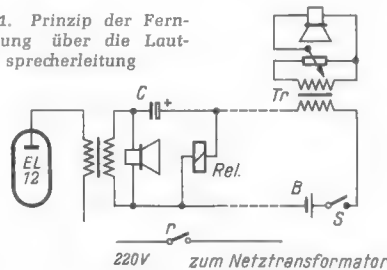 1. Prinzip der Fern-
ung über die Laut-
sprecherleitung
C
+
Tr
EL
12
Rel.
B
S
r
220V
zum Netztransformator